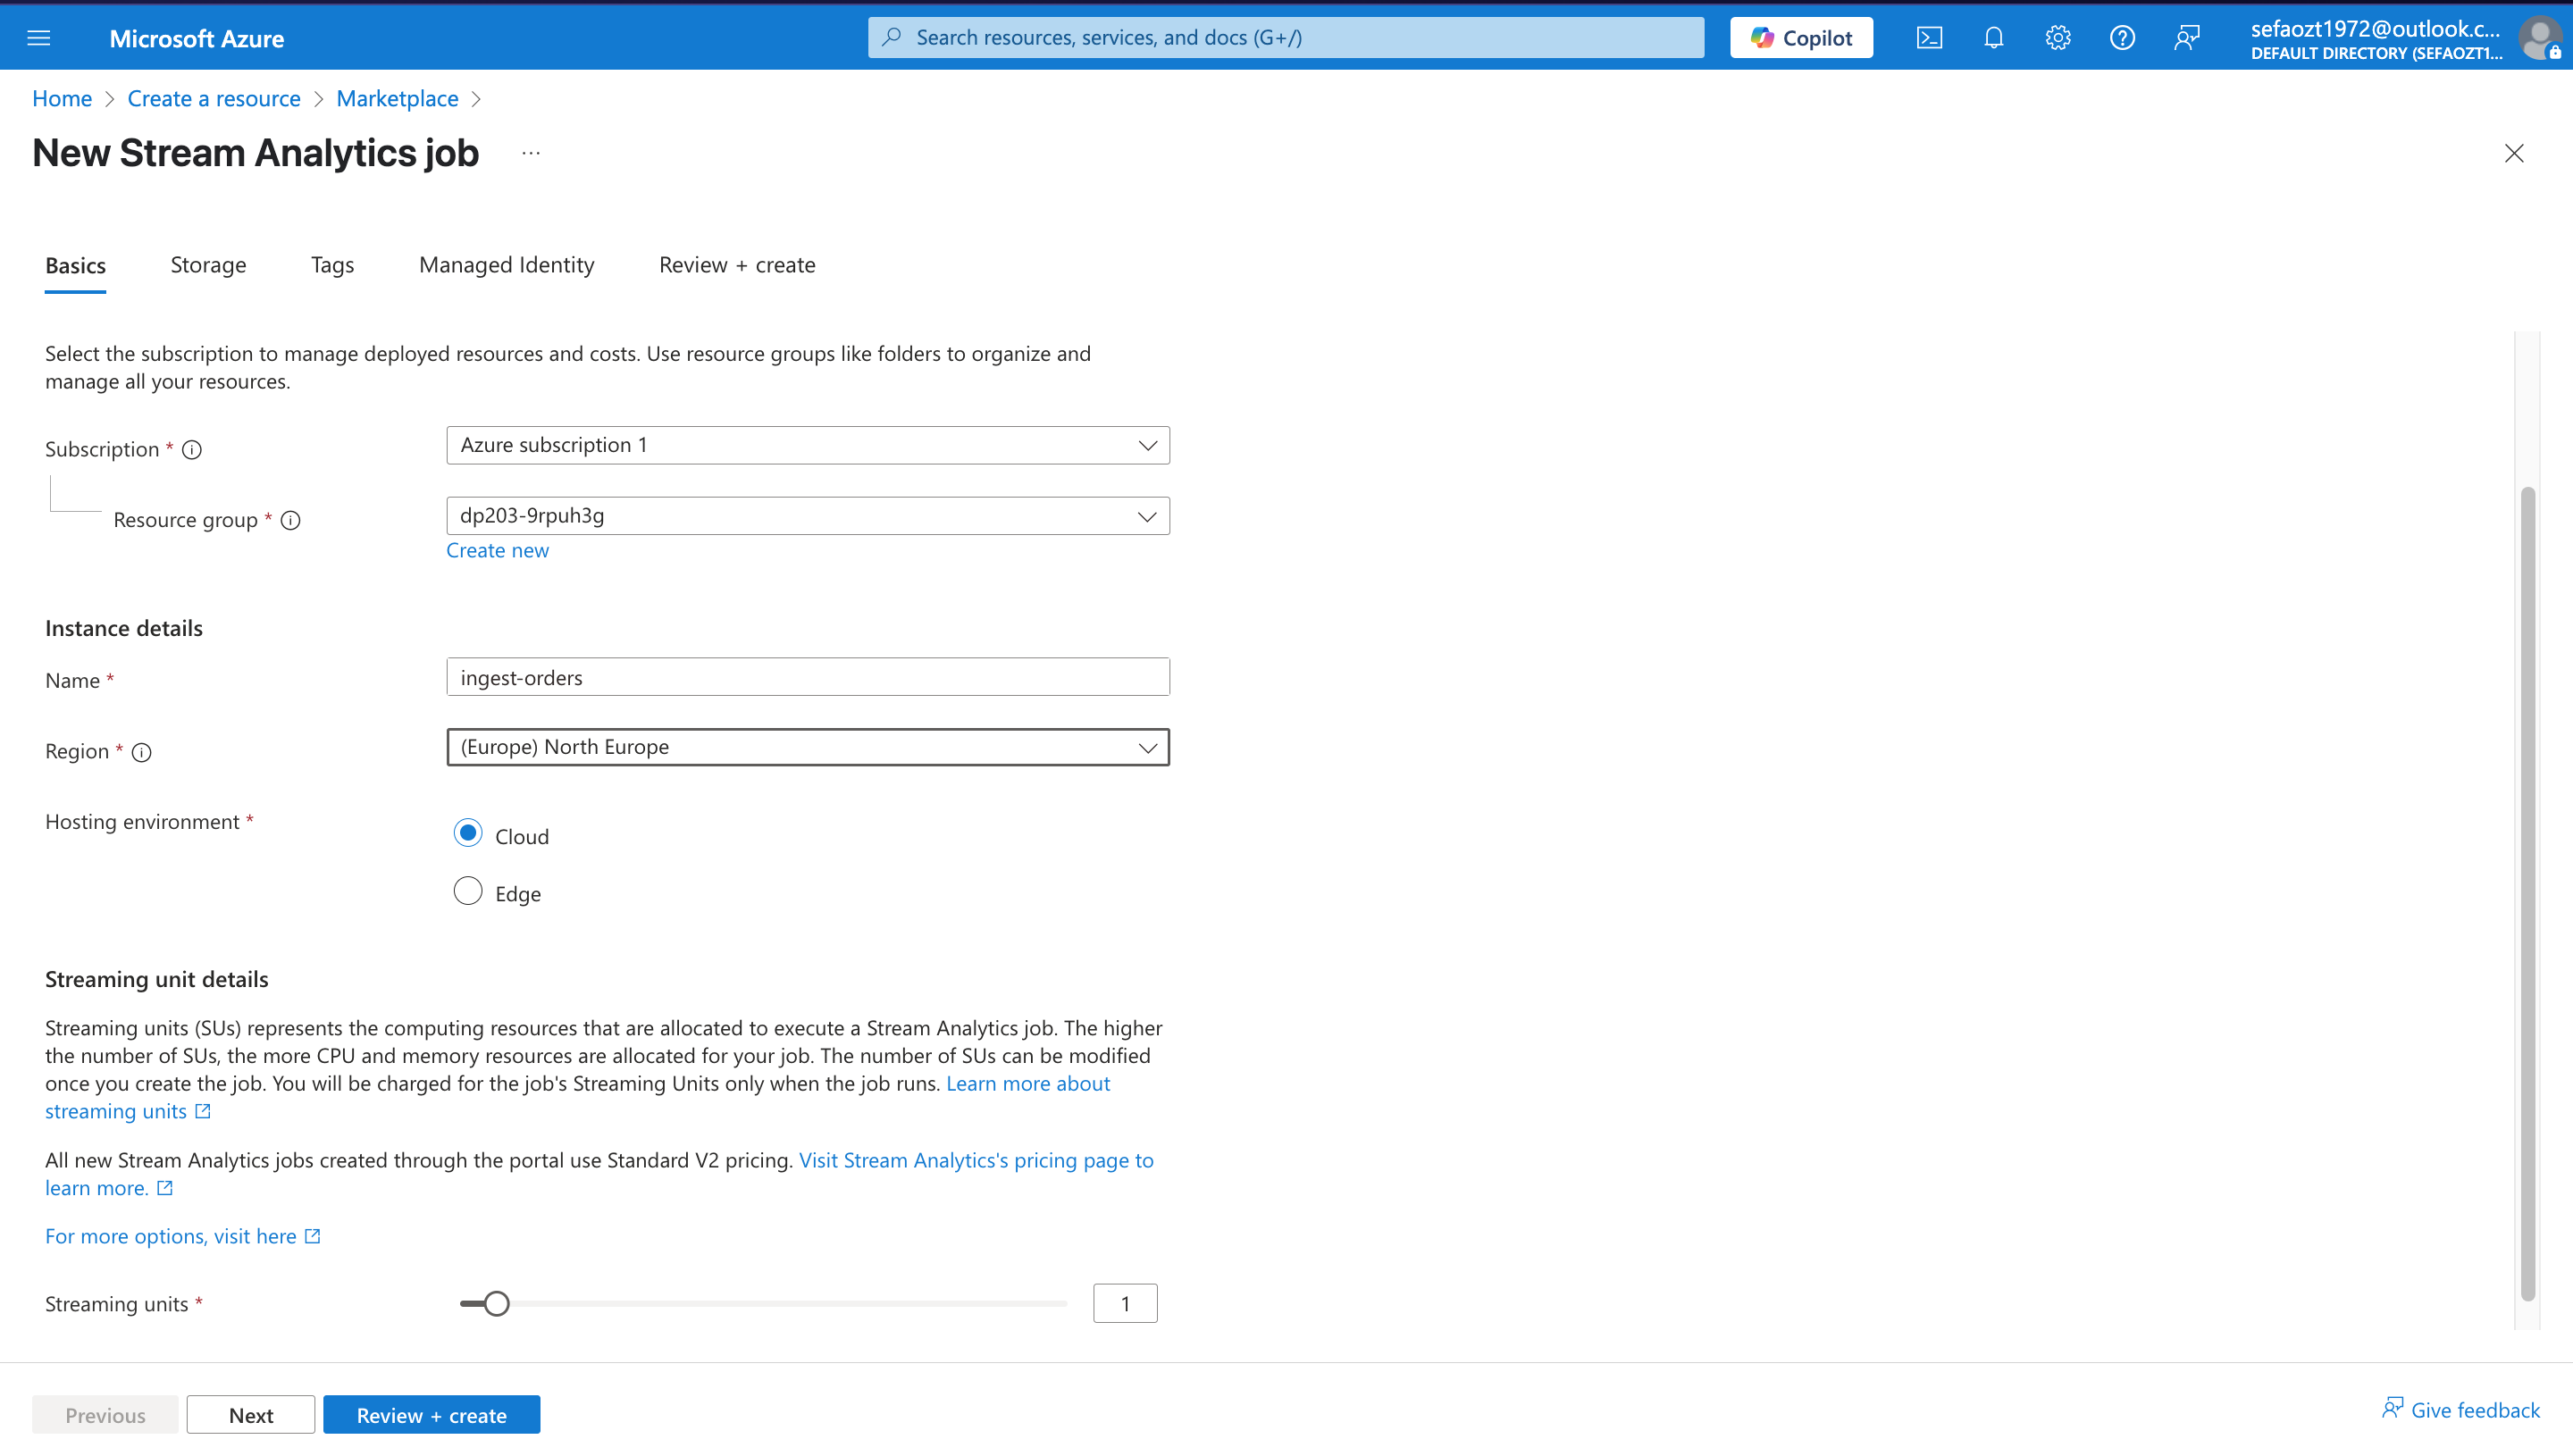 Microsoft Azure
Search resources, services, and docs (G+/)
Copilot
sefaozt1972@outlook.c...
DEFAULT DIRECTORY (SEFAOZT1...
Home > Create a resource > Marketplace >
New Stream Analytics job ...
Basics
Storage
Tags
Managed Identity
Review + create
Select the subscription to manage deployed resources and costs. Use resource groups like folders to organize and
manage all your resources.
Subscription *
Azure subscription 1
Resource group *
dp203-9rpuh3g
Create new
Instance details
Name *
ingest-orders
Region *
(Europe) North Europe
Hosting environment *
Cloud
Edge
Streaming unit details
Streaming units (SUs) represents the computing resources that are allocated to execute a Stream Analytics job. The higher
the number of SUs, the more CPU and memory resources are allocated for your job. The number of SUs can be modified
once you create the job. You will be charged for the job's Streaming Units only when the job runs. Learn more about
streaming units
All new Stream Analytics jobs created through the portal use Standard V2 pricing. Visit Stream Analytics's pricing page to
learn more.
For more options, visit here
Streaming units *
1
Previous
Next
Review + create
Give feedback